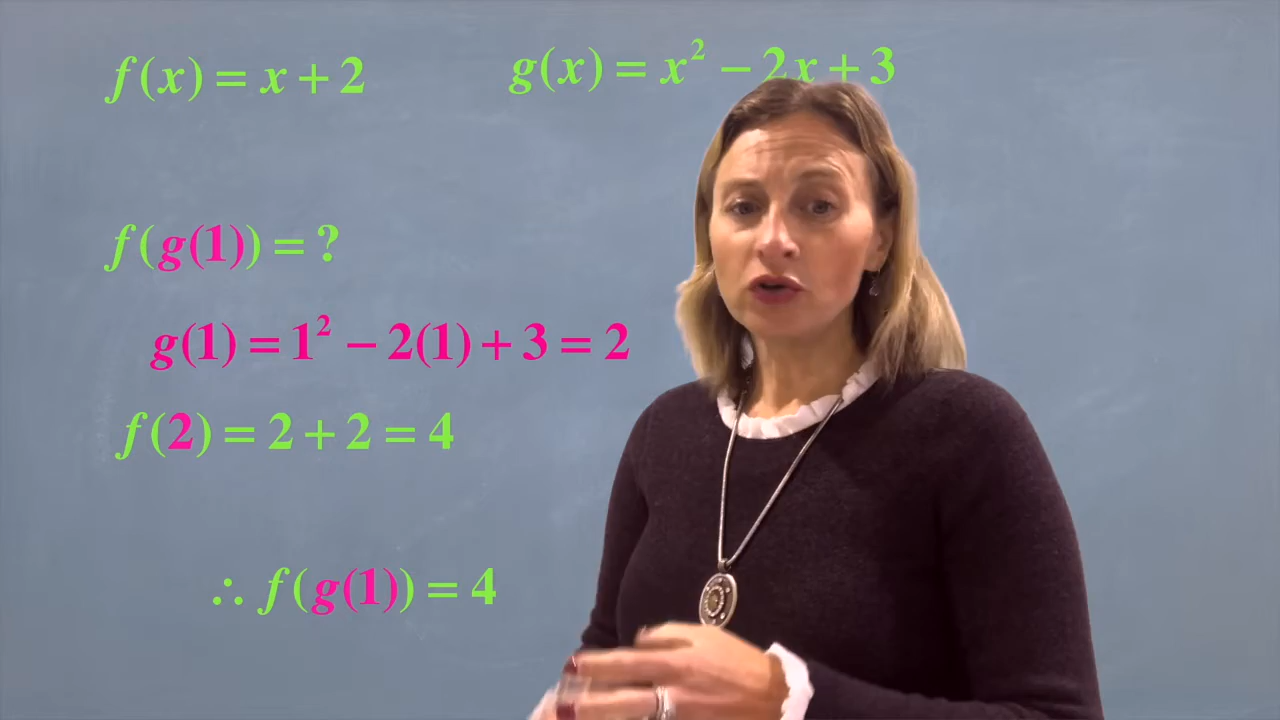 f(x) = x + 2
g(x) = x² − 2x + 3
f(g(1)) = ?
g(1) = 1² − 2(1) + 3 = 2
f(2) = 2 + 2 = 4
∴ f(g(1)) = 4